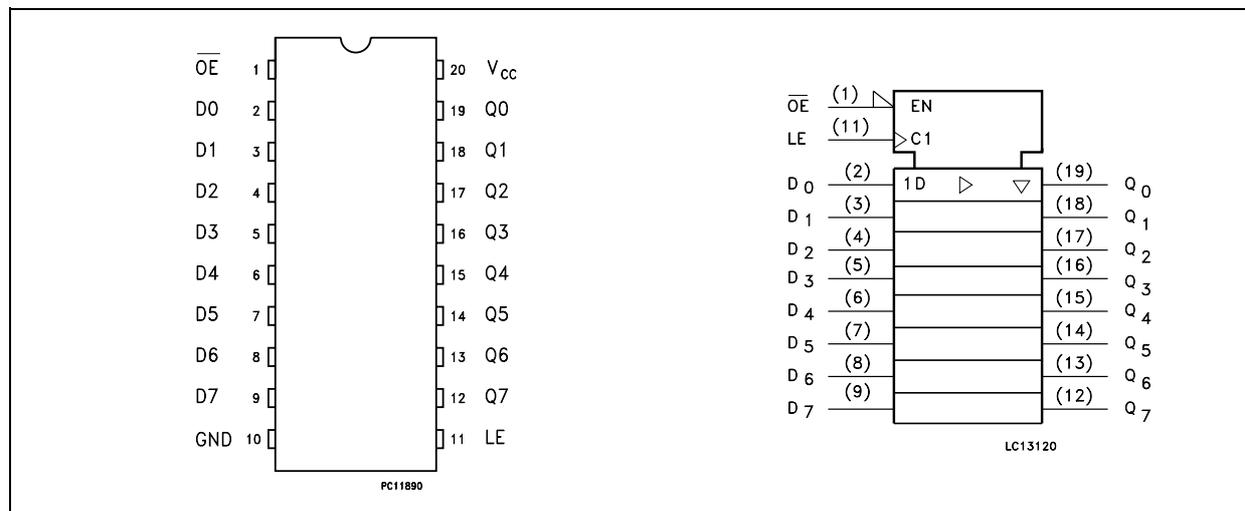 OE 1 20 VCC
D0 2 19 Q0
D1 3 18 Q1
D2 4 17 Q2
D3 5 16 Q3
D4 6 15 Q4
D5 7 14 Q5
D6 8 13 Q6
D7 9 12 Q7
GND 10 11 LE
PC11890
OE (1) EN
LE (11) C1
D0 (2) 1D (19) Q0
D1 (3) (18) Q1
D2 (4) (17) Q2
D3 (5) (16) Q3
D4 (6) (15) Q4
D5 (7) (14) Q5
D6 (8) (13) Q6
D7 (9) (12) Q7
LC13120